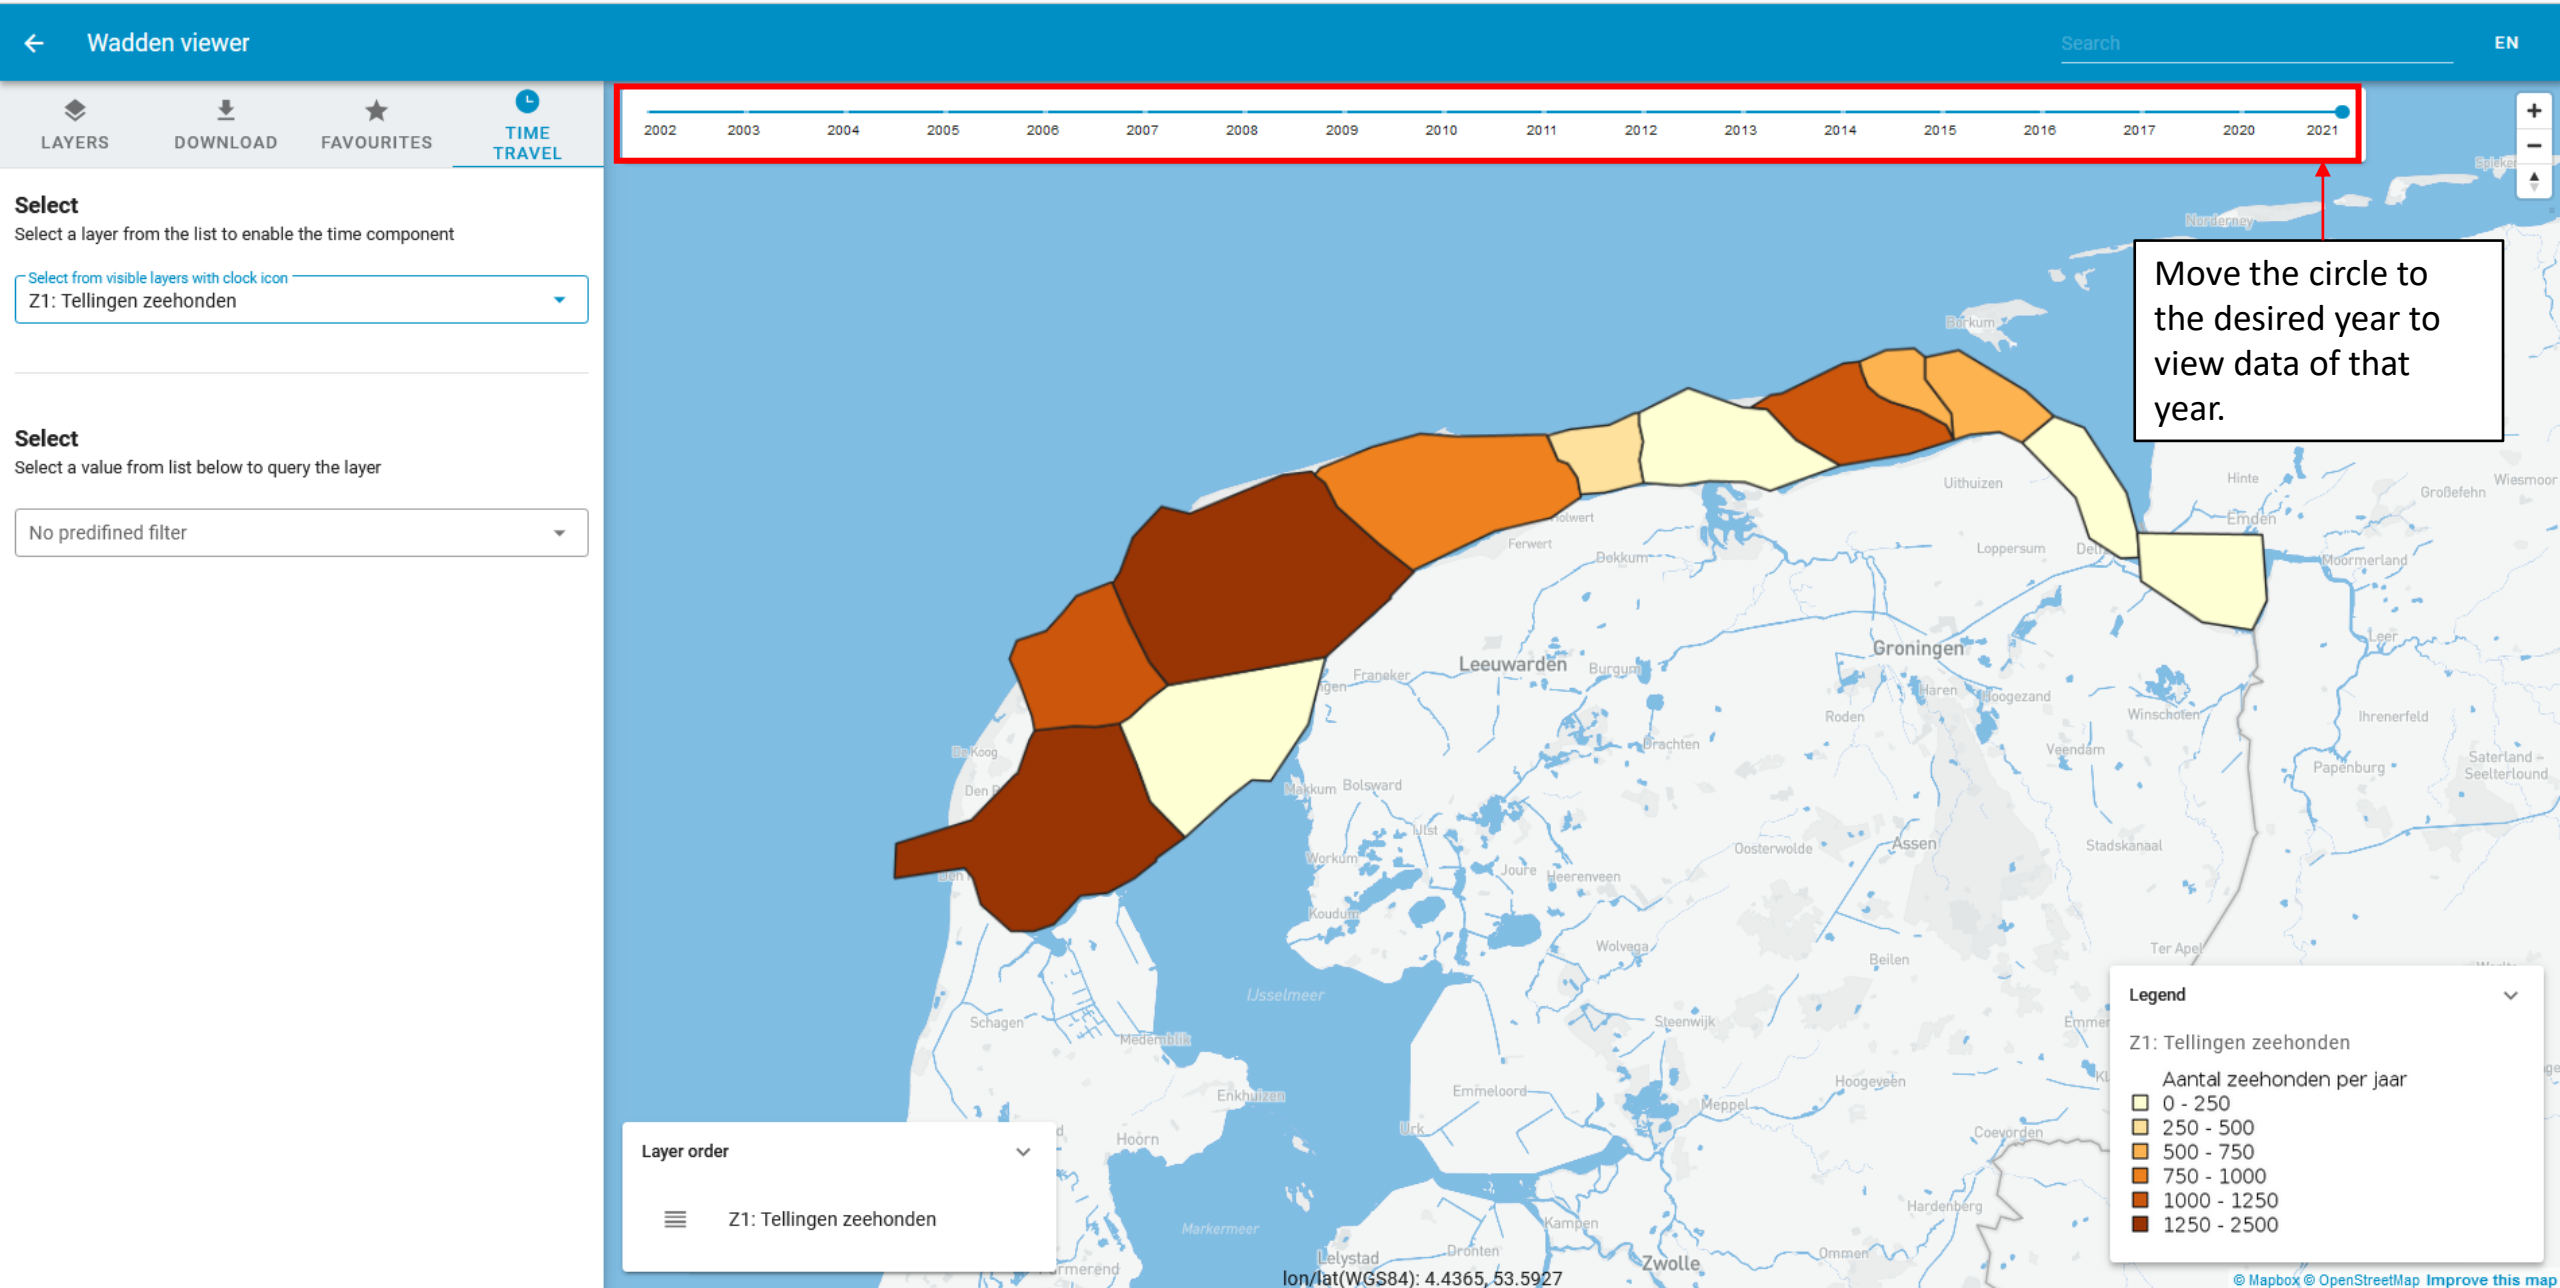 Wadden viewer
Search
EN
LAYERS
DOWNLOAD
FAVOURITES
TIME
TRAVEL
2002 2003 2004 2005 2006 2007 2008 2009 2010 2011 2012 2013 2014 2015 2016 2017 2020 2021
Select
Select a layer from the list to enable the time component
Select from visible layers with clock icon
Z1: Tellingen zeehonden
Select
Select a value from list below to query the layer
No predifined filter
Move the circle to
the desired year to
view data of that
year.
Norderney
Borkum
Uithuizen
Hinte
Großefehn
Wiesmoor
Emden
Ferwert
Dokkum
Loppersum
Moormerland
Leer
Groningen
Leeuwarden
Franeker
Burgum
Haren
Hoogezand
Roden
Winschoten
Ihrenerfeld
De Koog
Drachten
Veendam
Papenburg
Saterland –
Seelterlound
Makkum
Bolsward
IJlst
Oosterwolde
Assen
Stadskanaal
Workum
Joure
Heerenveen
Koudum
Wolvega
Beilen
Ter Apel
IJsselmeer
Schagen
Medemblik
Steenwijk
Enkhuizen
Emmeloord
Hoogeveen
Meppel
Urk
Hoorn
Coevorden
Markermeer
Kampen
Hardenberg
Lelystad
Dronten
Zwolle
Ommen
Layer order
Z1: Tellingen zeehonden
Legend
Z1: Tellingen zeehonden
Aantal zeehonden per jaar
0 - 250
250 - 500
500 - 750
750 - 1000
1000 - 1250
1250 - 2500
lon/lat(WGS84): 4.4365, 53.5927
© Mapbox © OpenStreetMap Improve this map